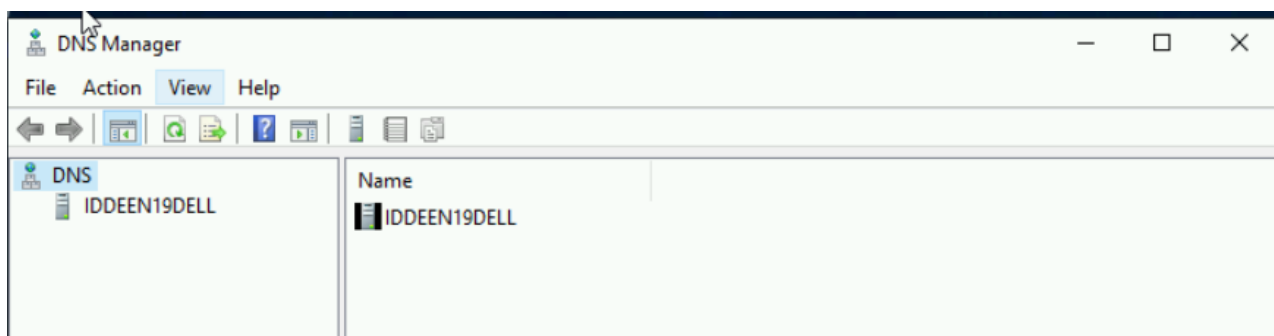 DNS Manager
File Action View Help
DNS
IDDEEN19DELL
Name
IDDEEN19DELL